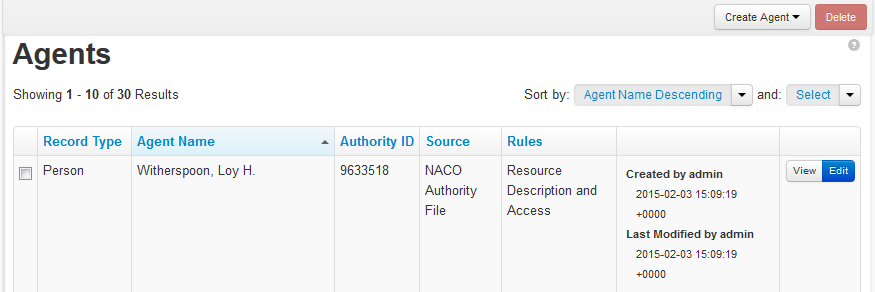 Create Agent Delete
Agents
?
Showing 1 - 10 of 30 Results Sort by: Agent Name Descending and: Select
Record Type Agent Name Authority ID Source Rules
Person Witherspoon, Loy H. 9633518 NACO Authority File Resource Description and Access
Created by admin
2015-02-03 15:09:19
+0000
Last Modified by admin
2015-02-03 15:09:19
+0000
View Edit